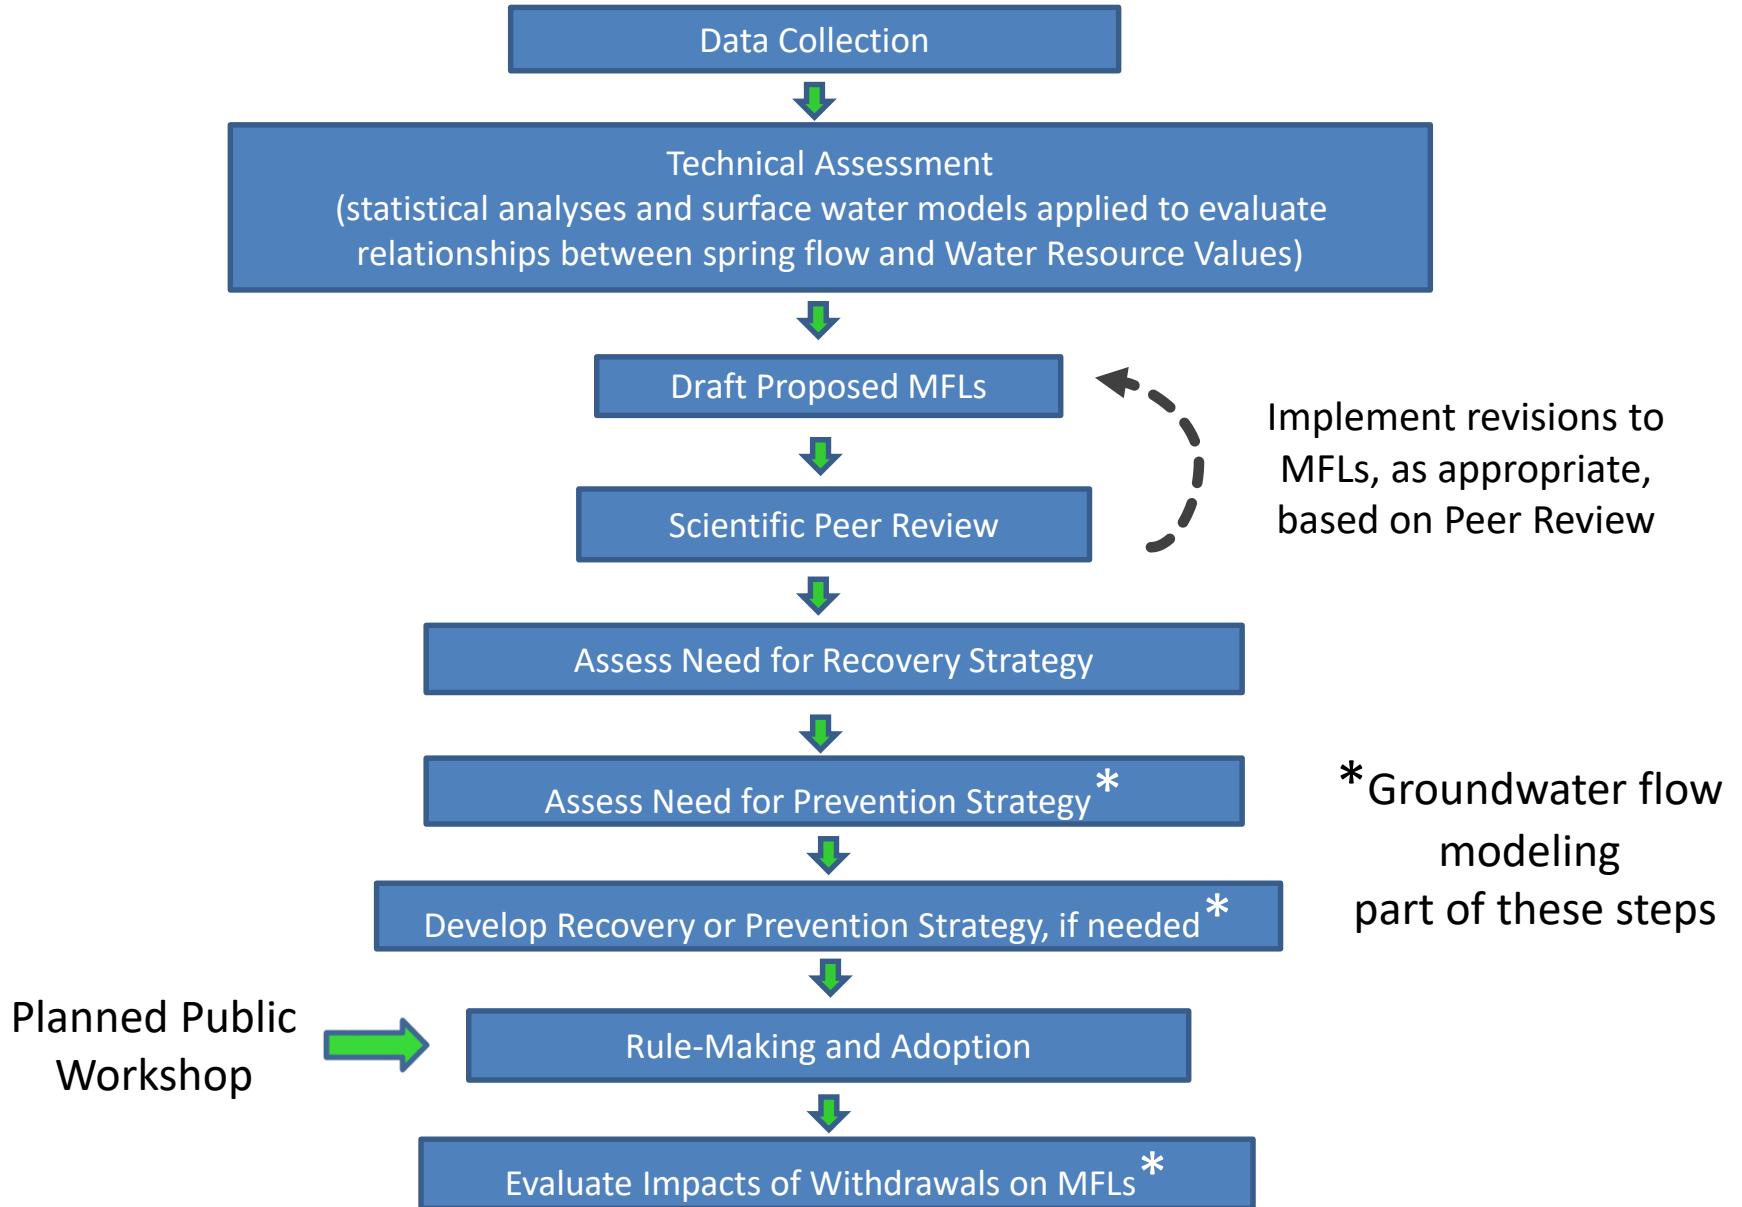 Data Collection
Technical Assessment
(statistical analyses and surface water models applied to evaluate
relationships between spring flow and Water Resource Values)
Draft Proposed MFLs
Implement revisions to
MFLs, as appropriate,
based on Peer Review
Scientific Peer Review
Assess Need for Recovery Strategy
Assess Need for Prevention Strategy*
*Groundwater flow
modeling
part of these steps
Develop Recovery or Prevention Strategy, if needed*
Planned Public
Workshop
Rule-Making and Adoption
Evaluate Impacts of Withdrawals on MFLs*